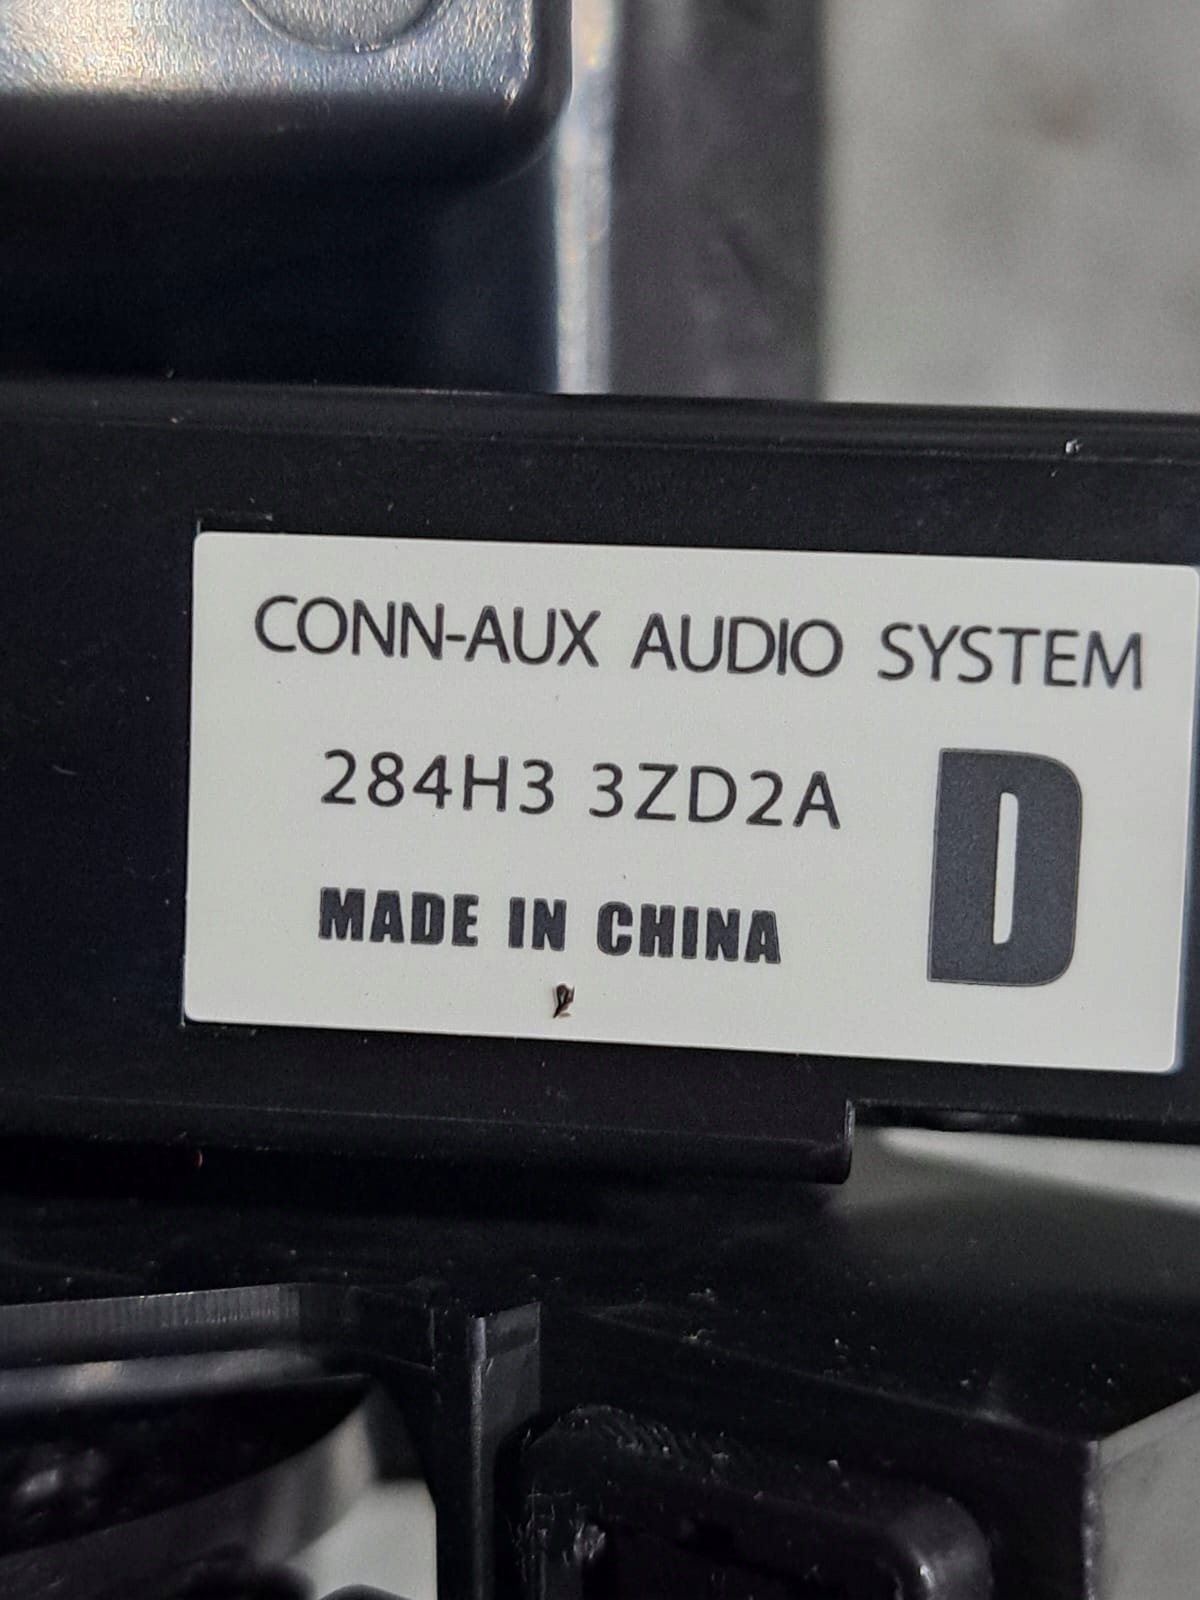 CONN-AUX AUDIO SYSTEM
284H3 3ZD2A
D
MADE IN CHINA